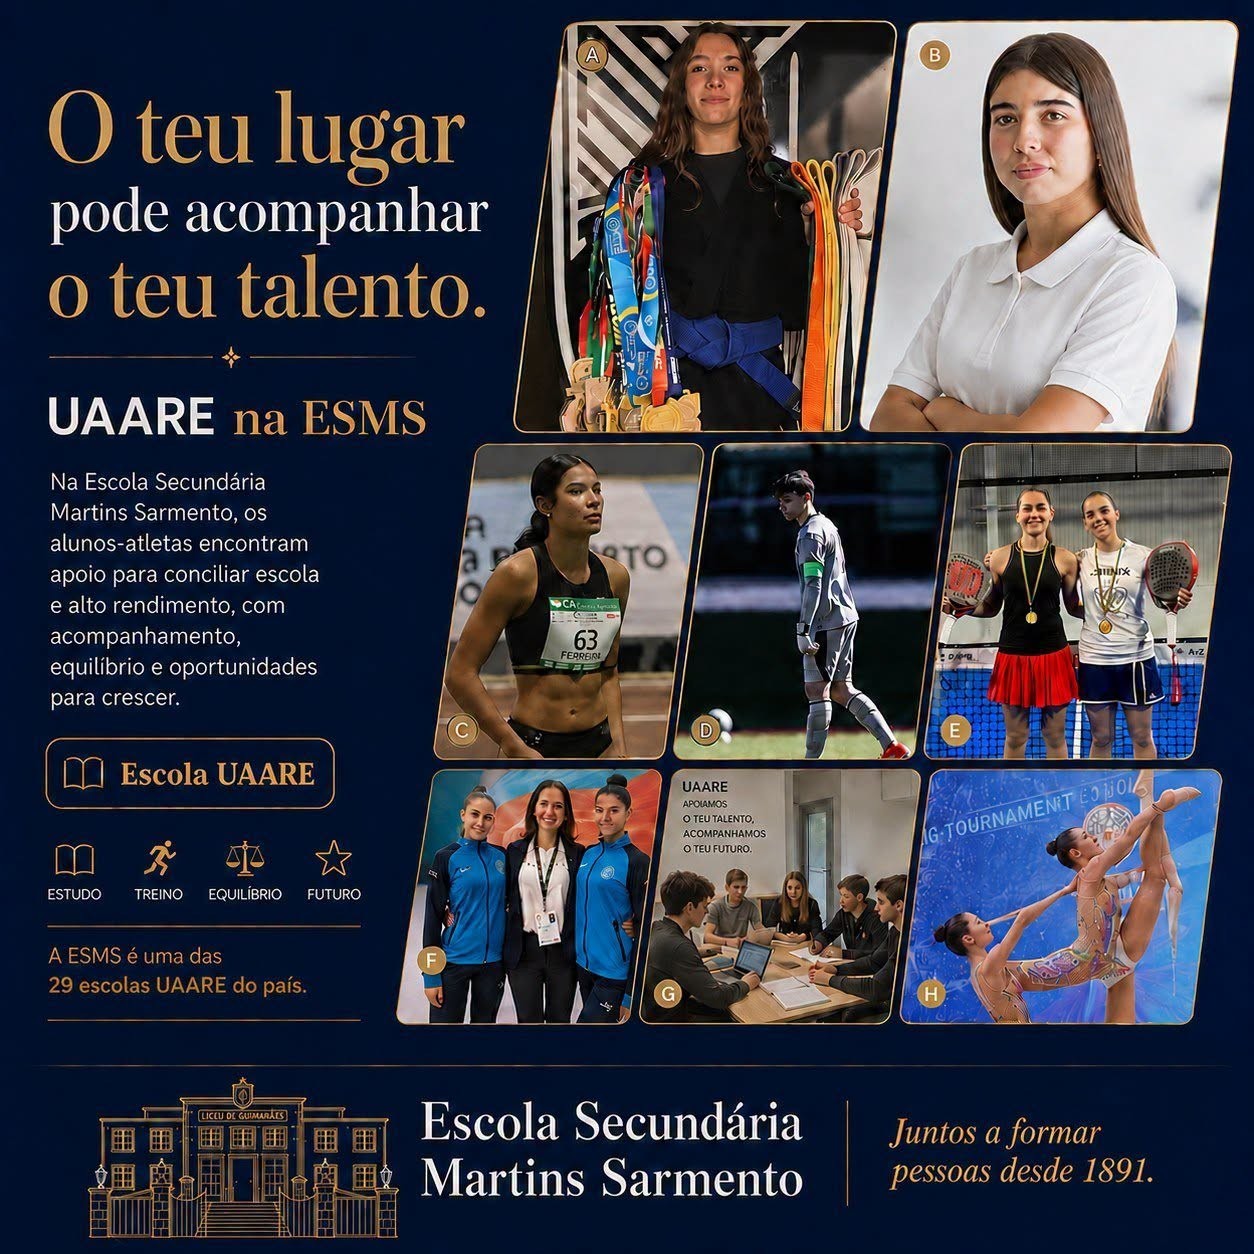 O teu lugar
pode acompanhar
o teu talento.
UAARE na ESMS
Na Escola Secundária
Martins Sarmento, os
alunos-atletas encontram
apoio para conciliar escola
e alto rendimento, com
acompanhamento,
equilíbrio e oportunidades
para crescer.
Escola UAARE
ESTUDO TREINO EQUILÍBRIO FUTURO
A ESMS é uma das
29 escolas UAARE do país.
A
B
C
63
FERREIRA
D
E
F
B
UAARE
APOIAMOS
O TEU TALENTO,
ACOMPANHAMOS
O TEU FUTURO.
G
TOURNAMENT
H
LICEU DE GUIMARÃES
Escola Secundária
Martins Sarmento
Juntos a formar
pessoas desde 1891.